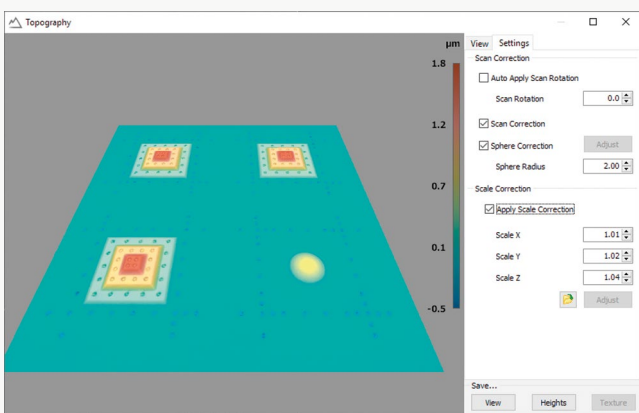 Topography
µm
1.8
1.2
0.7
0.1
-0.5
View Settings
Scan Correction
Auto Apply Scan Rotation
Scan Rotation 0.0
Scan Correction
Sphere Correction Adjust
Sphere Radius 2.00
Scale Correction
Apply Scale Correction
Scale X 1.01
Scale Y 1.02
Scale Z 1.04
Adjust
Save...
View Heights Texture